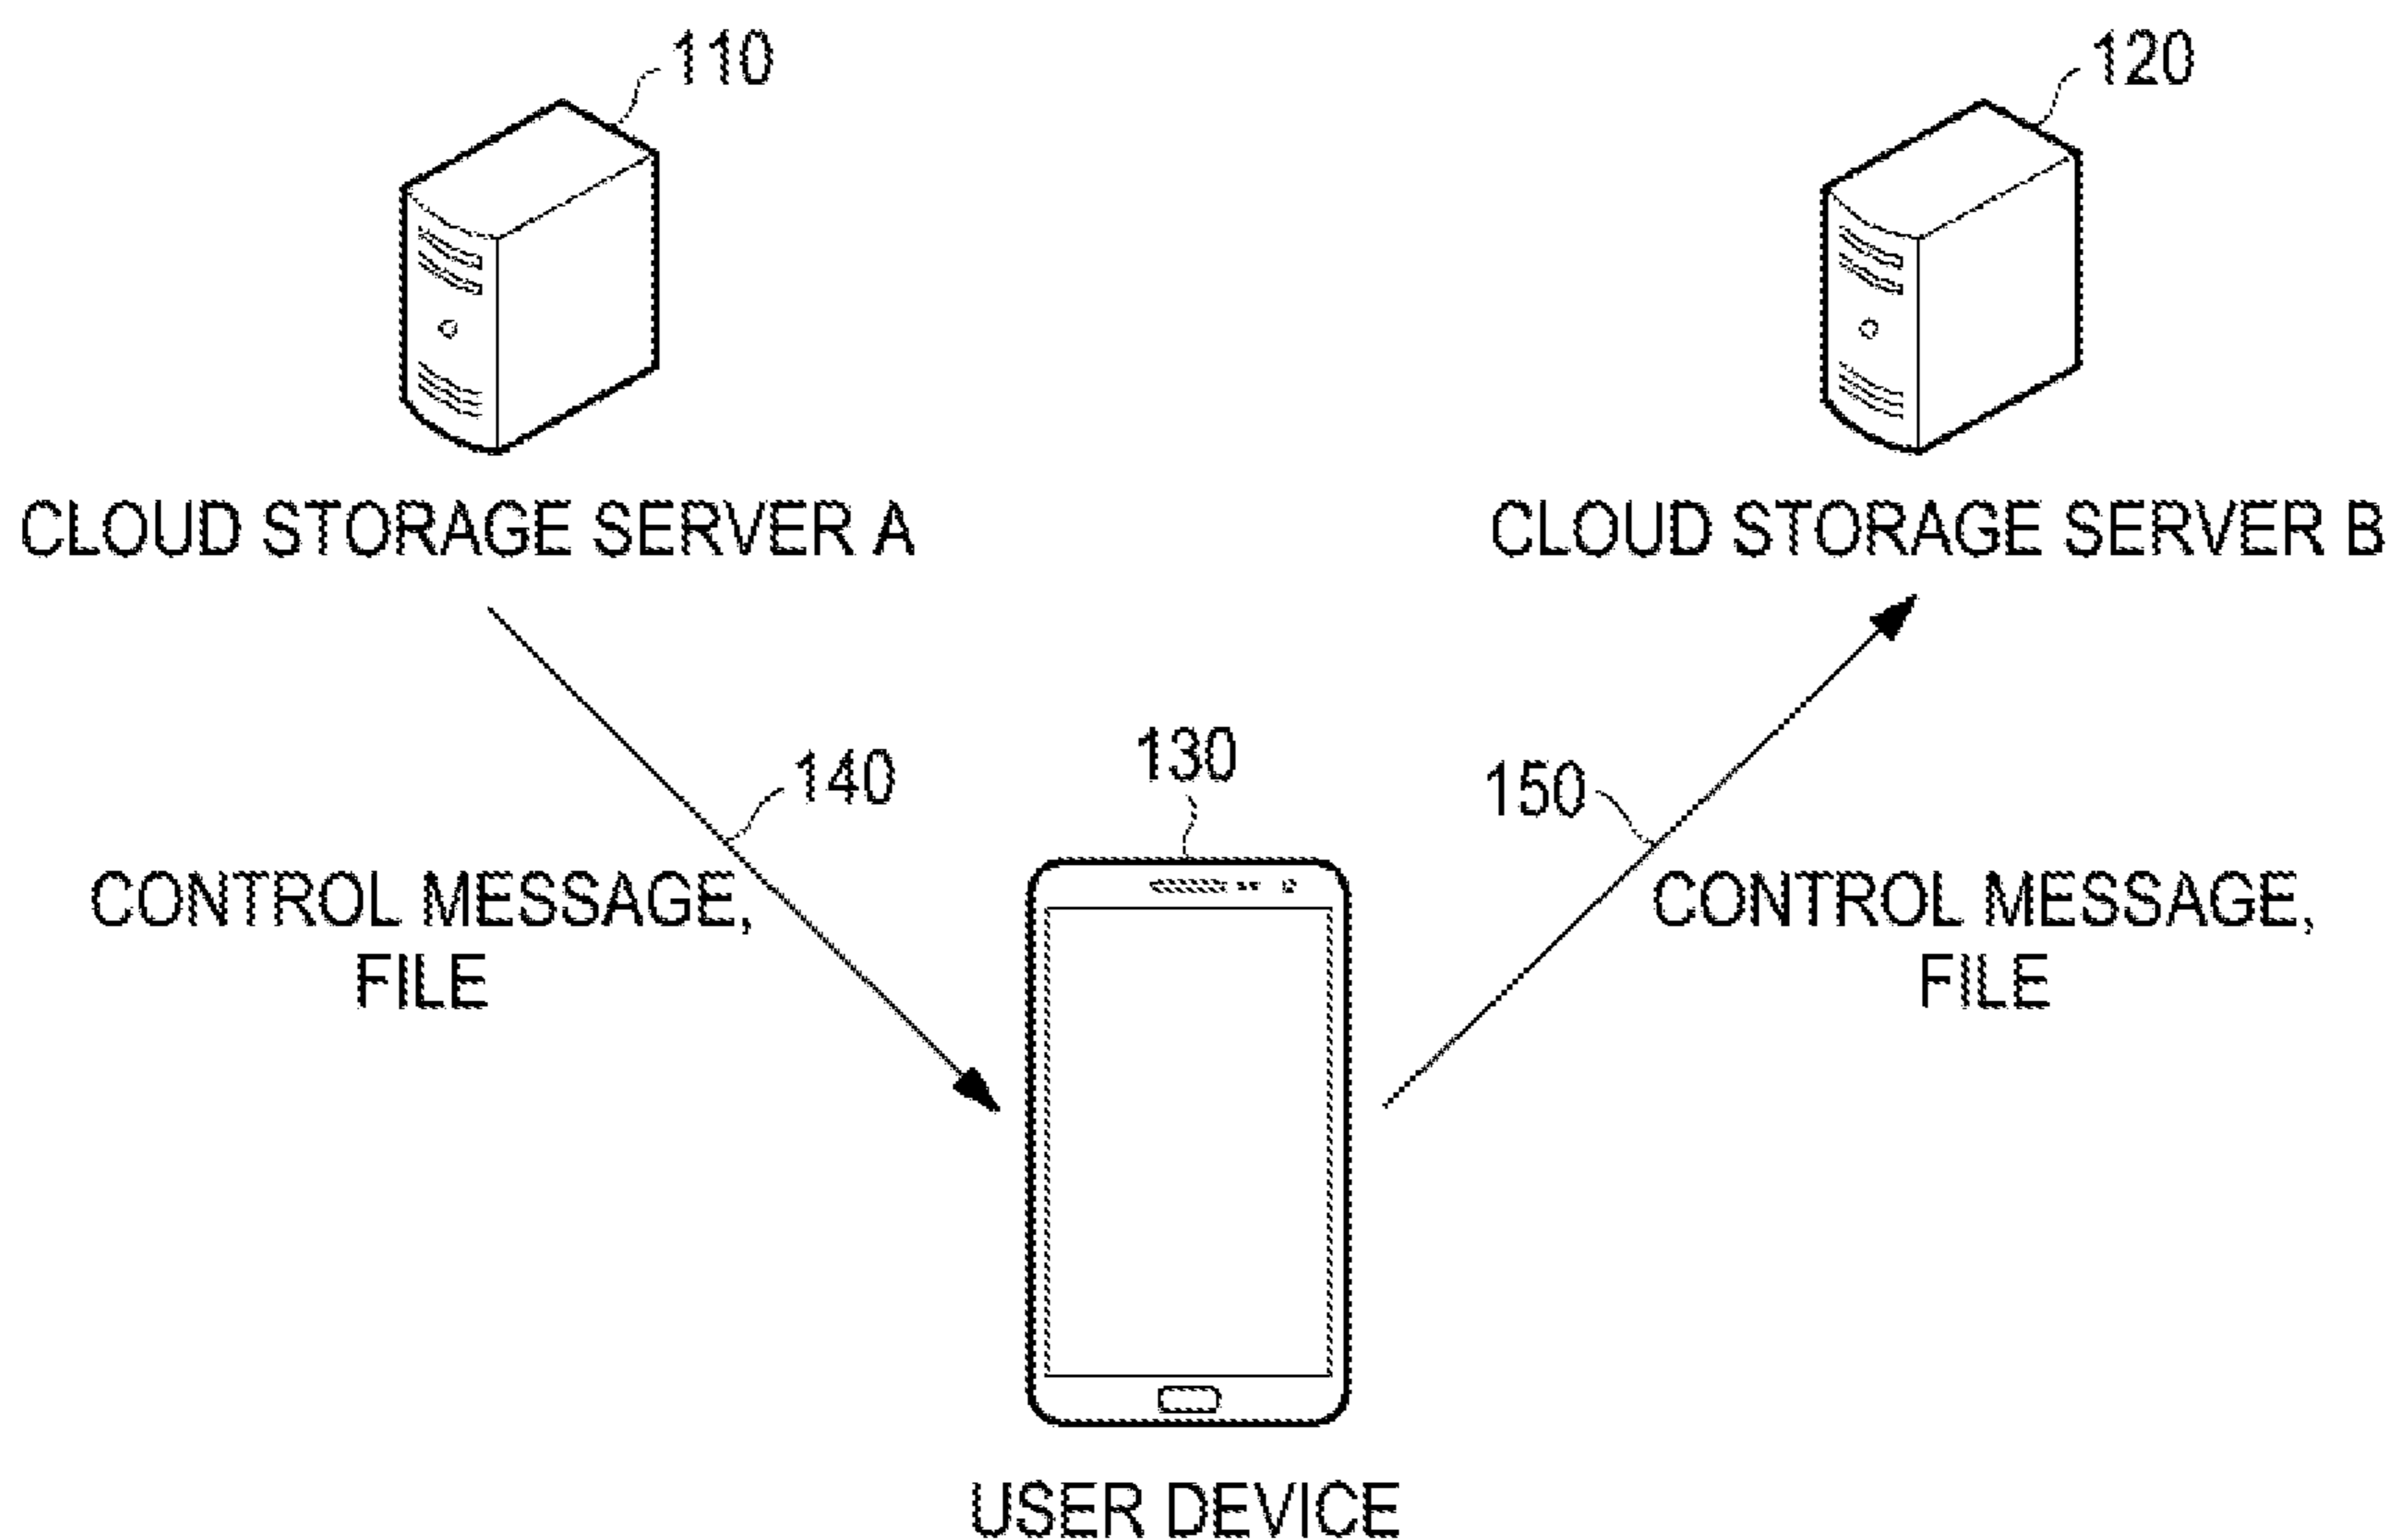 110
120
CLOUD STORAGE SERVER A
CLOUD STORAGE SERVER B
140
130
150
CONTROL MESSAGE,
FILE
CONTROL MESSAGE,
FILE
USER DEVICE